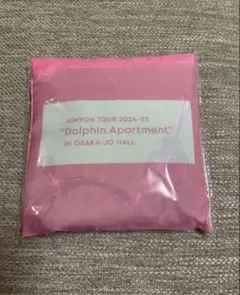 AIMYON TOUR 2024-25
"Dolphin Apartment"
IN OSAKA-JO HALL